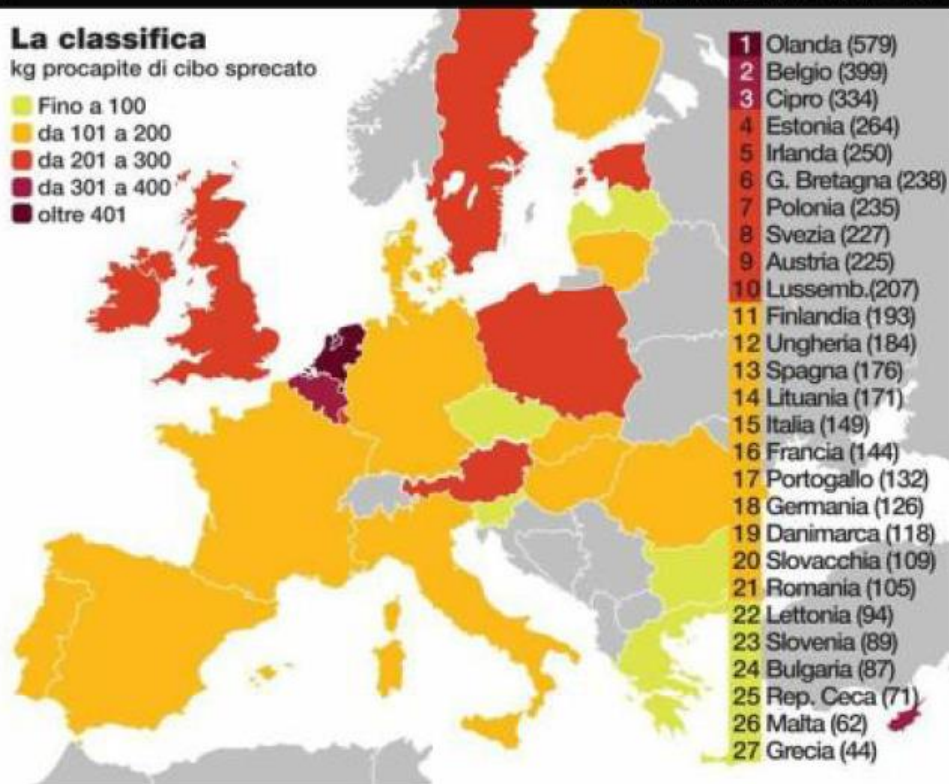 La classifica
kg procapite di cibo sprecato
Fino a 100
da 101 a 200
da 201 a 300
da 301 a 400
oltre 401
1 Olanda (579)
2 Belgio (399)
3 Cipro (334)
4 Estonia (264)
5 Irlanda (250)
6 G. Bretagna (238)
7 Polonia (235)
8 Svezia (227)
9 Austria (225)
10 Lussemb.(207)
11 Finlandia (193)
12 Ungheria (184)
13 Spagna (176)
14 Lituania (171)
15 Italia (149)
16 Francia (144)
17 Portogallo (132)
18 Germania (126)
19 Danimarca (118)
20 Slovacchia (109)
21 Romania (105)
22 Lettonia (94)
23 Slovenia (89)
24 Bulgaria (87)
25 Rep. Ceca (71)
26 Malta (62)
27 Grecia (44)